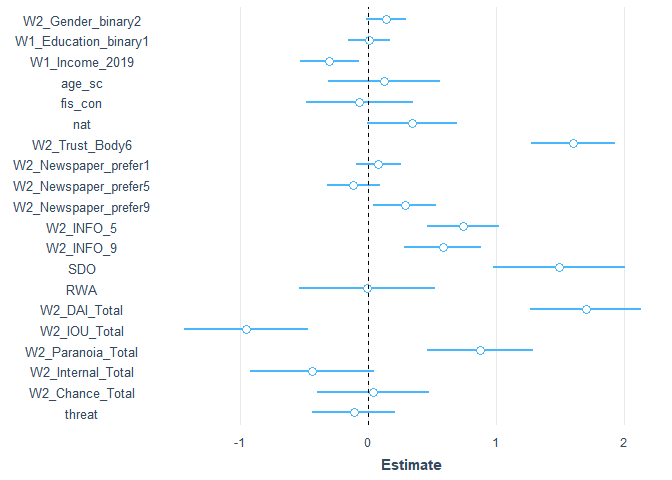 W2_Gender_binary2
W1_Education_binary1
W1_Income_2019
age_sc
fis_con
nat
W2_Trust_Body6
W2_Newspaper_prefer1
W2_Newspaper_prefer5
W2_Newspaper_prefer9
W2_INFO_5
W2_INFO_9
SDO
RWA
W2_DAI_Total
W2_IOU_Total
W2_Paranoia_Total
W2_Internal_Total
W2_Chance_Total
threat
-1 0 1 2
Estimate